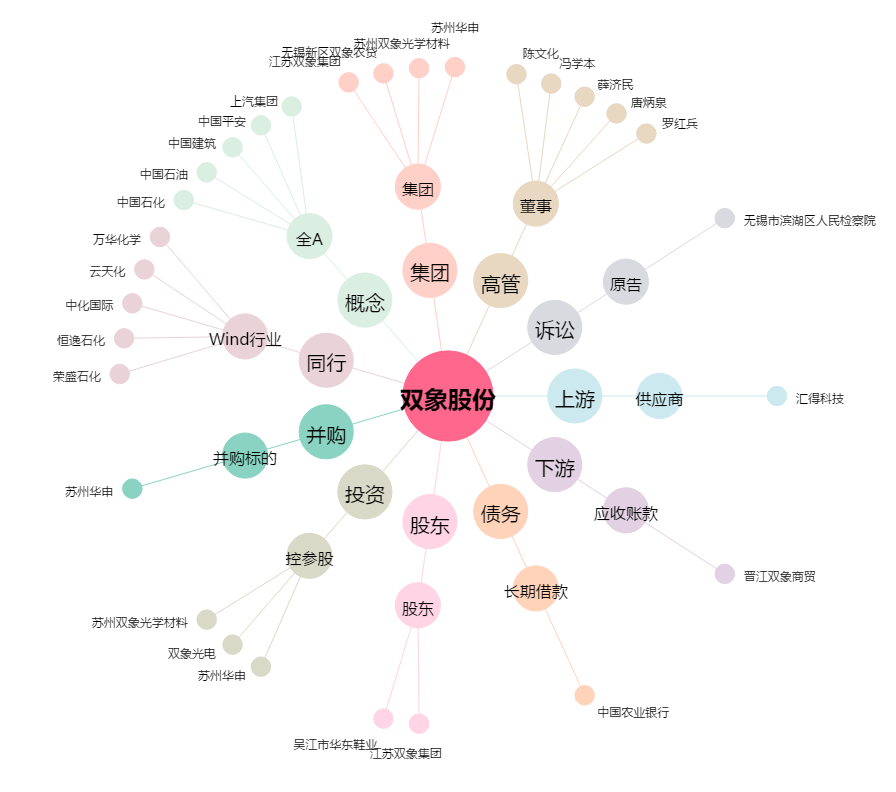 苏州华申
苏州双象光学材料
无锡新区双象农贷
江苏双象集团
陈文化
冯学本
薛济民
唐炳泉
罗红兵
上汽集团
中国平安
中国建筑
中国石油
中国石化
集团
董事
无锡市滨湖区人民检察院
万华化学
云天化
中化国际
恒逸石化
荣盛石化
全A
集团
高管
原告
概念
诉讼
Wind行业
同行
双象股份
上游
供应商
汇得科技
并购
并购标的
苏州华申
下游
应收账款
晋江双象商贸
投资
股东
债务
控参股
长期借款
股东
苏州双象光学材料
双象光电
苏州华申
中国农业银行
吴江市华东鞋业
江苏双象集团